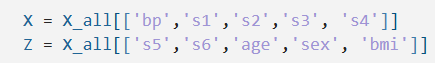 X = X_all[['bp','s1','s2','s3', 's4']]
Z = X_all[['s5','s6','age','sex', 'bmi']]